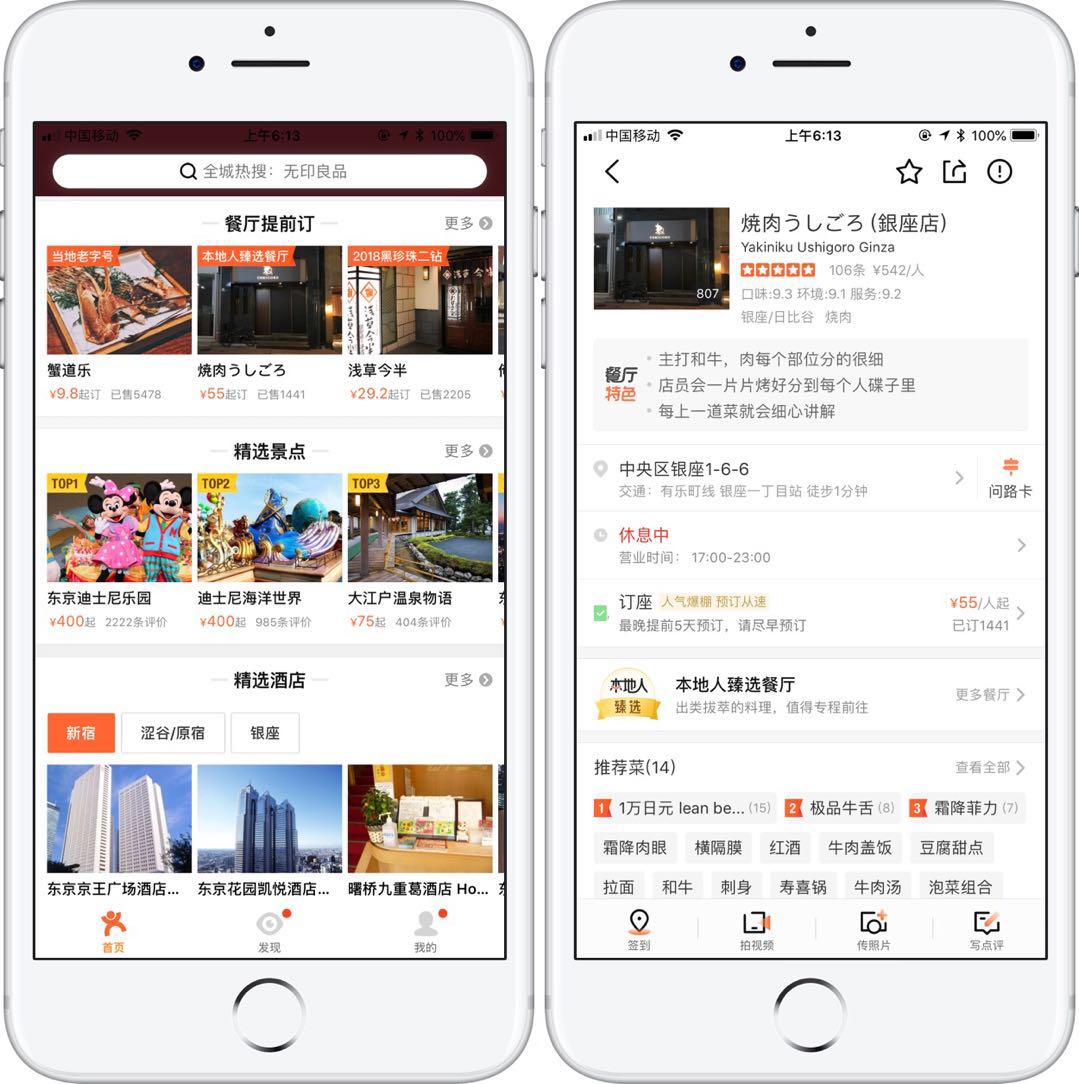 中国移动
上午6:13
100%
全城热搜：无印良品
餐厅提前订
更多
当地老字号
本地人臻选餐厅
2018黑珍珠二钻
蟹道乐
焼肉うしごろ
浅草今半
¥9.8起订 已售5478
¥55起订 已售1441
¥29.2起订 已售2205
精选景点
更多
TOP1
TOP2
TOP3
东京迪士尼乐园
迪士尼海洋世界
大江户温泉物语
¥400起 2222条评价
¥400起 985条评价
¥75起 404条评价
精选酒店
更多
新宿
涩谷/原宿
银座
东京京王广场酒店...
东京花园凯悦酒店...
曙桥九重葛酒店 Ho...
首页
发现
我的
中国移动
上午6:13
100%
焼肉うしごろ (銀座店)
Yakiniku Ushigoro Ginza
106条 ¥542/人
807
口味:9.3 环境:9.1 服务:9.2
银座/日比谷 烧肉
餐厅
特色
主打和牛，肉每个部位分的很细
店员会一片片烤好分到每个人碟子里
每上一道菜就会细心讲解
中央区银座1-6-6
交通：有乐町线 银座一丁目站 徒步1分钟
问路卡
休息中
营业时间： 17:00-23:00
订座 人气爆棚 预订从速
¥55/人起
最晚提前5天预订，请尽早预订
已订1441
本地人
臻选
本地人臻选餐厅
出类拔萃的料理，值得专程前往
更多餐厅
推荐菜(14)
查看全部
1 1万日元 lean be... (15)
2 极品牛舌 (8)
3 霜降菲力 (7)
霜降肉眼 横隔膜 红酒 牛肉盖饭 豆腐甜点
拉面 和牛 刺身 寿喜锅 牛肉汤 泡菜组合
签到
拍视频
传照片
写点评